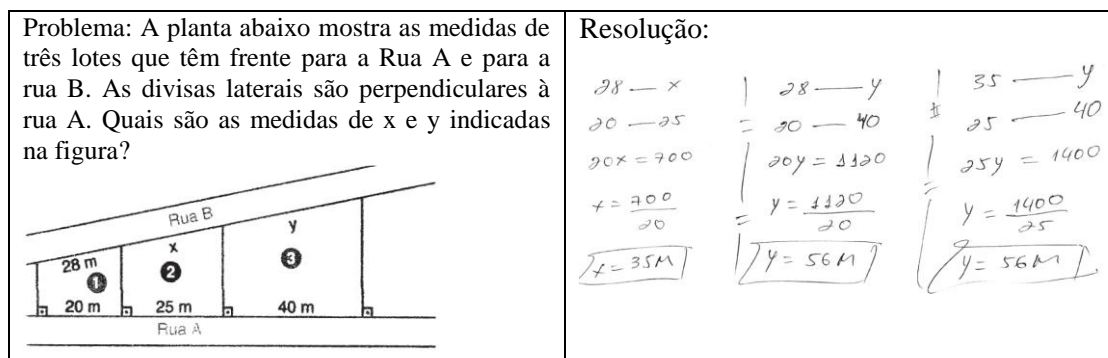 Problema: A planta abaixo mostra as medidas de
três lotes que têm frente para a Rua A e para a
rua B. As divisas laterais são perpendiculares à
rua A. Quais são as medidas de x e y indicadas
na figura?
Rua B
28 m
x
y
1
2
3
20 m
25 m
40 m
Rua A
Resolução:
28 — x
20 — 25
20x = 700
x = 700
20
x = 35M
28 — y
= 20 — 40
20y = 1120
= y = 1120
20
y = 56M
35 — y
25 — 40
25y = 1400
=
y = 1400
25
y = 56M